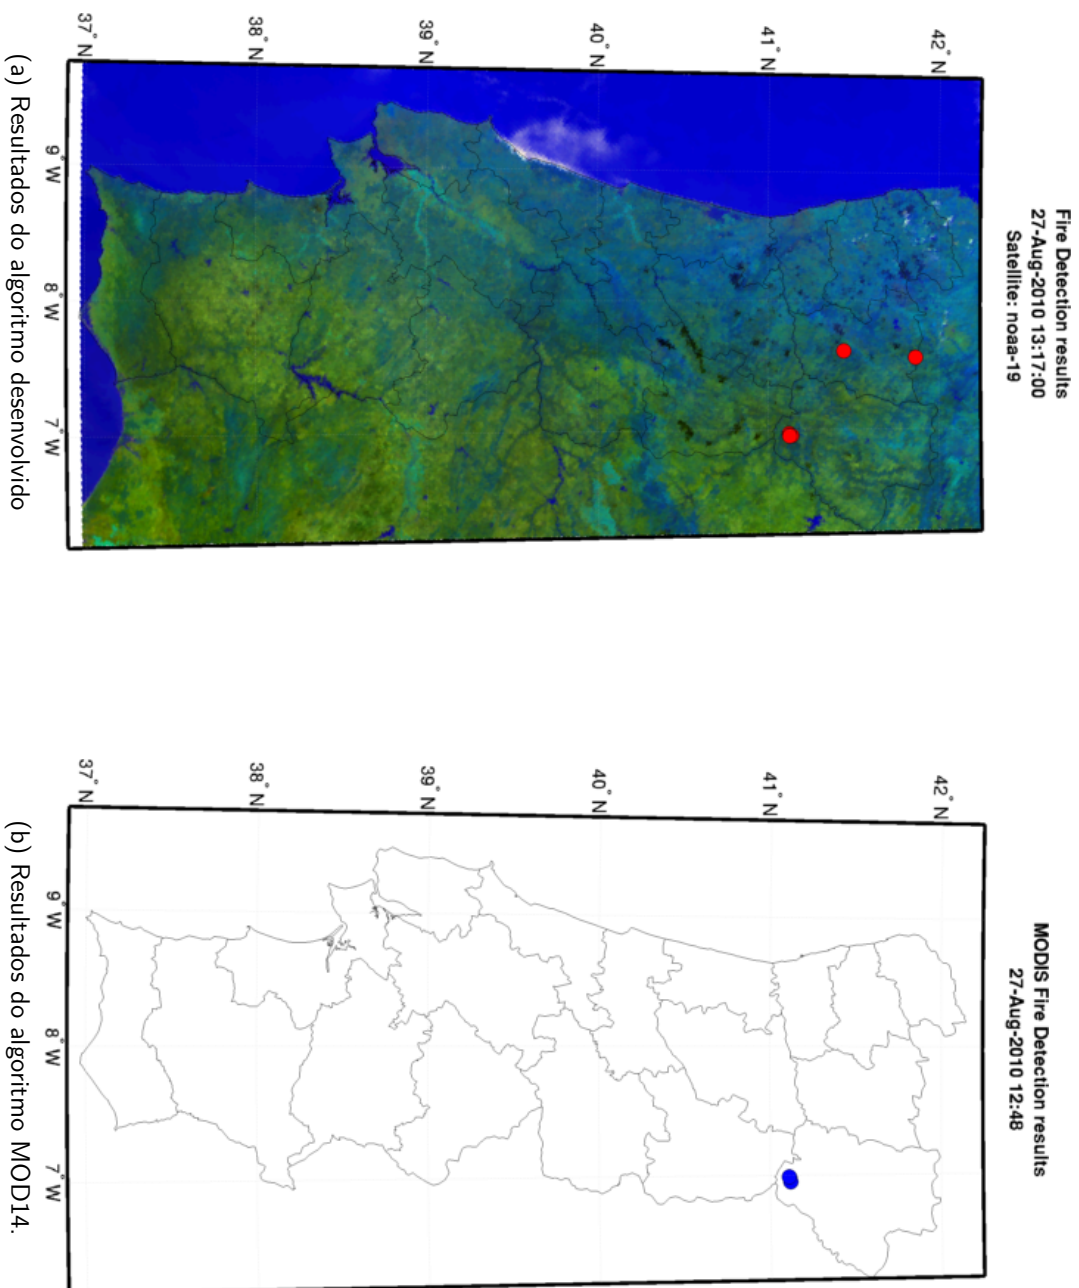 Fire Detection results
27-Aug-2010 13:17:00
Satellite: noaa-19
42° N
41° N
40° N
39° N
38° N
37° N
9° W
8° W
7° W
(a) Resultados do algoritmo desenvolvido
MODIS Fire Detection results
27-Aug-2010 12:48
42° N
41° N
40° N
39° N
38° N
37° N
9° W
8° W
7° W
(b) Resultados do algoritmo MOD14.